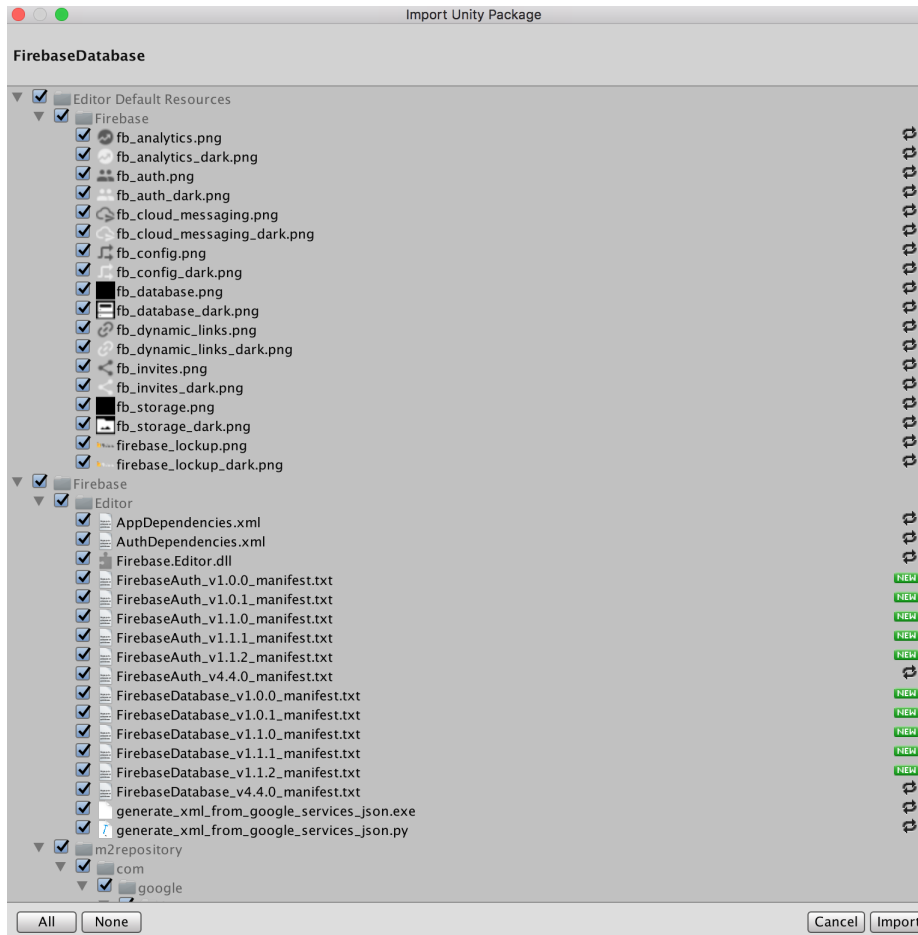 Import Unity Package
FirebaseDatabase
Editor Default Resources
Firebase
fb_analytics.png
fb_analytics_dark.png
fb_auth.png
fb_auth_dark.png
fb_cloud_messaging.png
fb_cloud_messaging_dark.png
fb_config.png
fb_config_dark.png
fb_database.png
fb_database_dark.png
fb_dynamic_links.png
fb_dynamic_links_dark.png
fb_invites.png
fb_invites_dark.png
fb_storage.png
fb_storage_dark.png
firebase_lockup.png
firebase_lockup_dark.png
Firebase
Editor
AppDependencies.xml
AuthDependencies.xml
Firebase.Editor.dll
FirebaseAuth_v1.0.0_manifest.txt NEW
FirebaseAuth_v1.0.1_manifest.txt NEW
FirebaseAuth_v1.1.0_manifest.txt NEW
FirebaseAuth_v1.1.1_manifest.txt NEW
FirebaseAuth_v1.1.2_manifest.txt NEW
FirebaseAuth_v4.4.0_manifest.txt
FirebaseDatabase_v1.0.0_manifest.txt NEW
FirebaseDatabase_v1.0.1_manifest.txt NEW
FirebaseDatabase_v1.1.0_manifest.txt NEW
FirebaseDatabase_v1.1.1_manifest.txt NEW
FirebaseDatabase_v1.1.2_manifest.txt NEW
FirebaseDatabase_v4.4.0_manifest.txt
generate_xml_from_google_services_json.exe
generate_xml_from_google_services_json.py
m2repository
com
google
All None Cancel Import